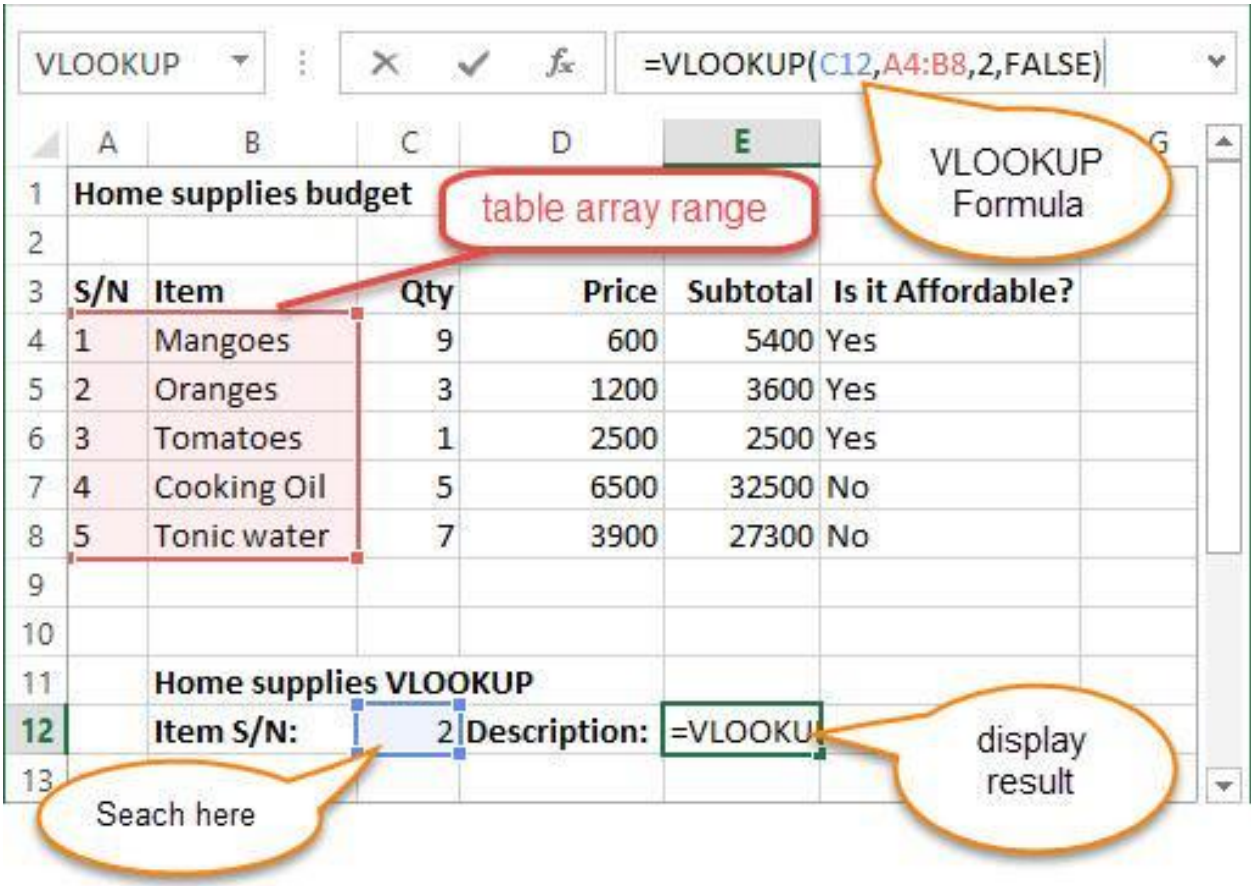 VLOOKUP fx =VLOOKUP(C12,A4:B8,2,FALSE)
A B C D E G
VLOOKUP
Formula
1 Home supplies budget
table array range
2
3 S/N Item Qty Price Subtotal Is it Affordable?
4 1 Mangoes 9 600 5400 Yes
5 2 Oranges 3 1200 3600 Yes
6 3 Tomatoes 1 2500 2500 Yes
7 4 Cooking Oil 5 6500 32500 No
8 5 Tonic water 7 3900 27300 No
9
10
11 Home supplies VLOOKUP
12 Item S/N: 2 Description: =VLOOKU
display
result
13
Seach here